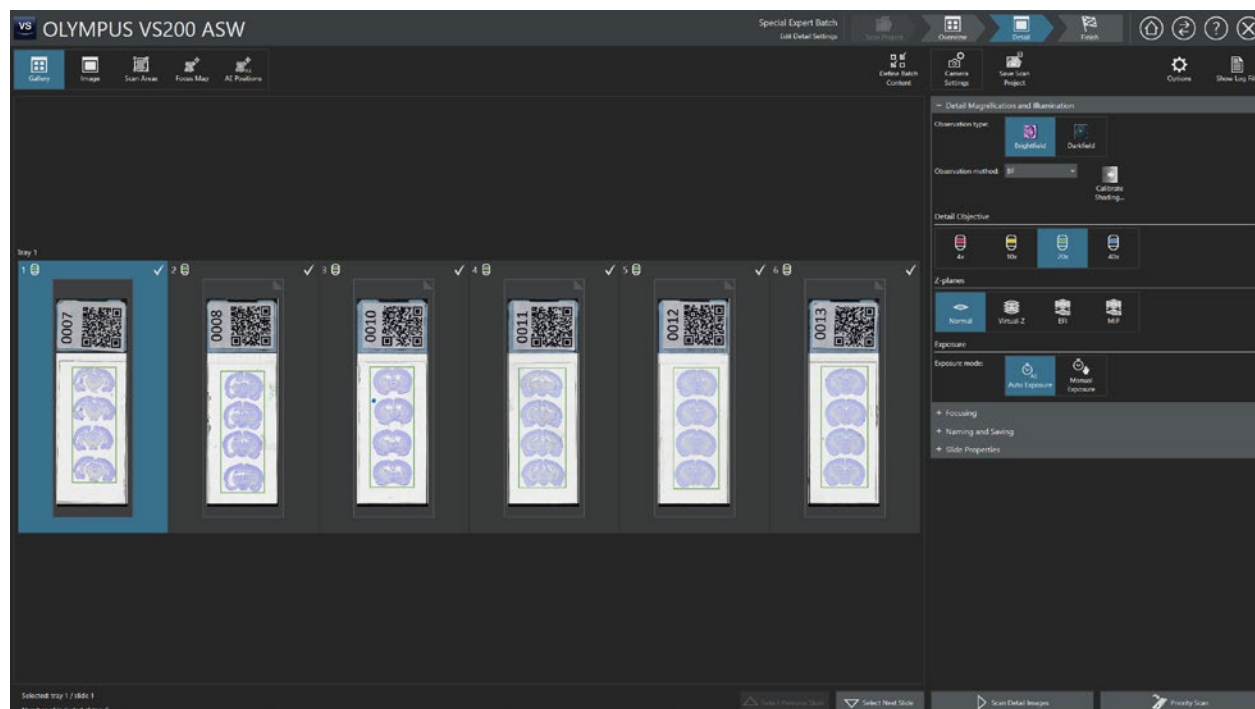 VS OLYMPUS VS200 ASW
Special Expert Batch
Edit Detail Settings
Overview
Detail
Finish
Gallery
Image
Scan Areas
Focus Map
AI Positions
Define Batch
Content
Camera
Settings
Save Scan
Project
Options
Show Log Fil
− Detail Magnification and Illumination
Observation type:
Brightfield
Darkfield
Observation method: BF
Calibrate
Shading...
Detail Objective
4x
10x
20x
40x
Z-planes
Normal
Virtual Z
EFI
MIP
Exposure
Exposure mode:
Auto Exposure
Manual
Exposure
+ Focusing
+ Naming and Saving
+ Slide Properties
Tray 1
1
2
3
4
5
6
0007
0008
0010
0011
0012
0013
Selected: tray 1 / slide 1
Select Previous Slide
Select Next Slide
Scan Detail Images
Priority Scan